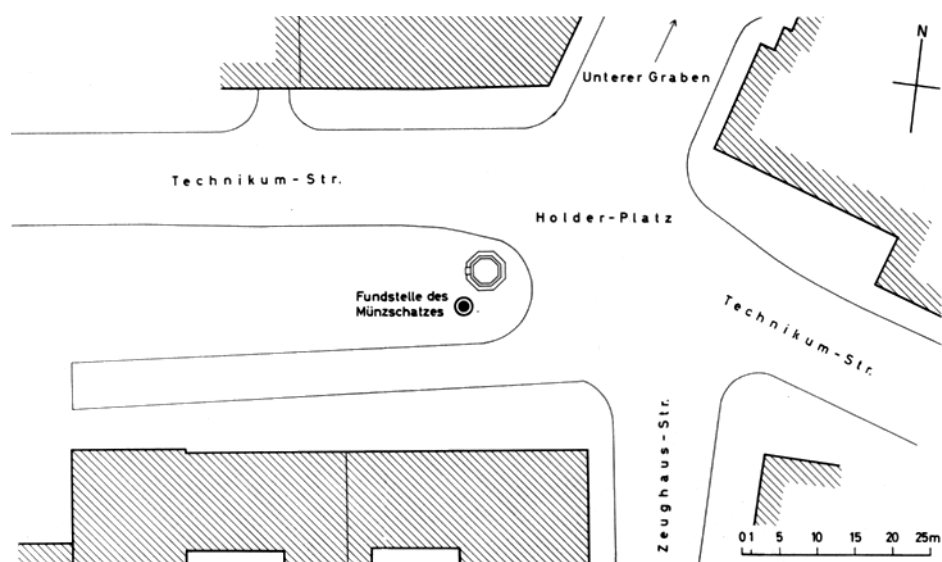 N
Unterer Graben
Technikum-Str.
Holder-Platz
Fundstelle des
Münzschatzes
Technikum-Str.
Zeughaus-Str.
0 1 5 10 15 20 25m